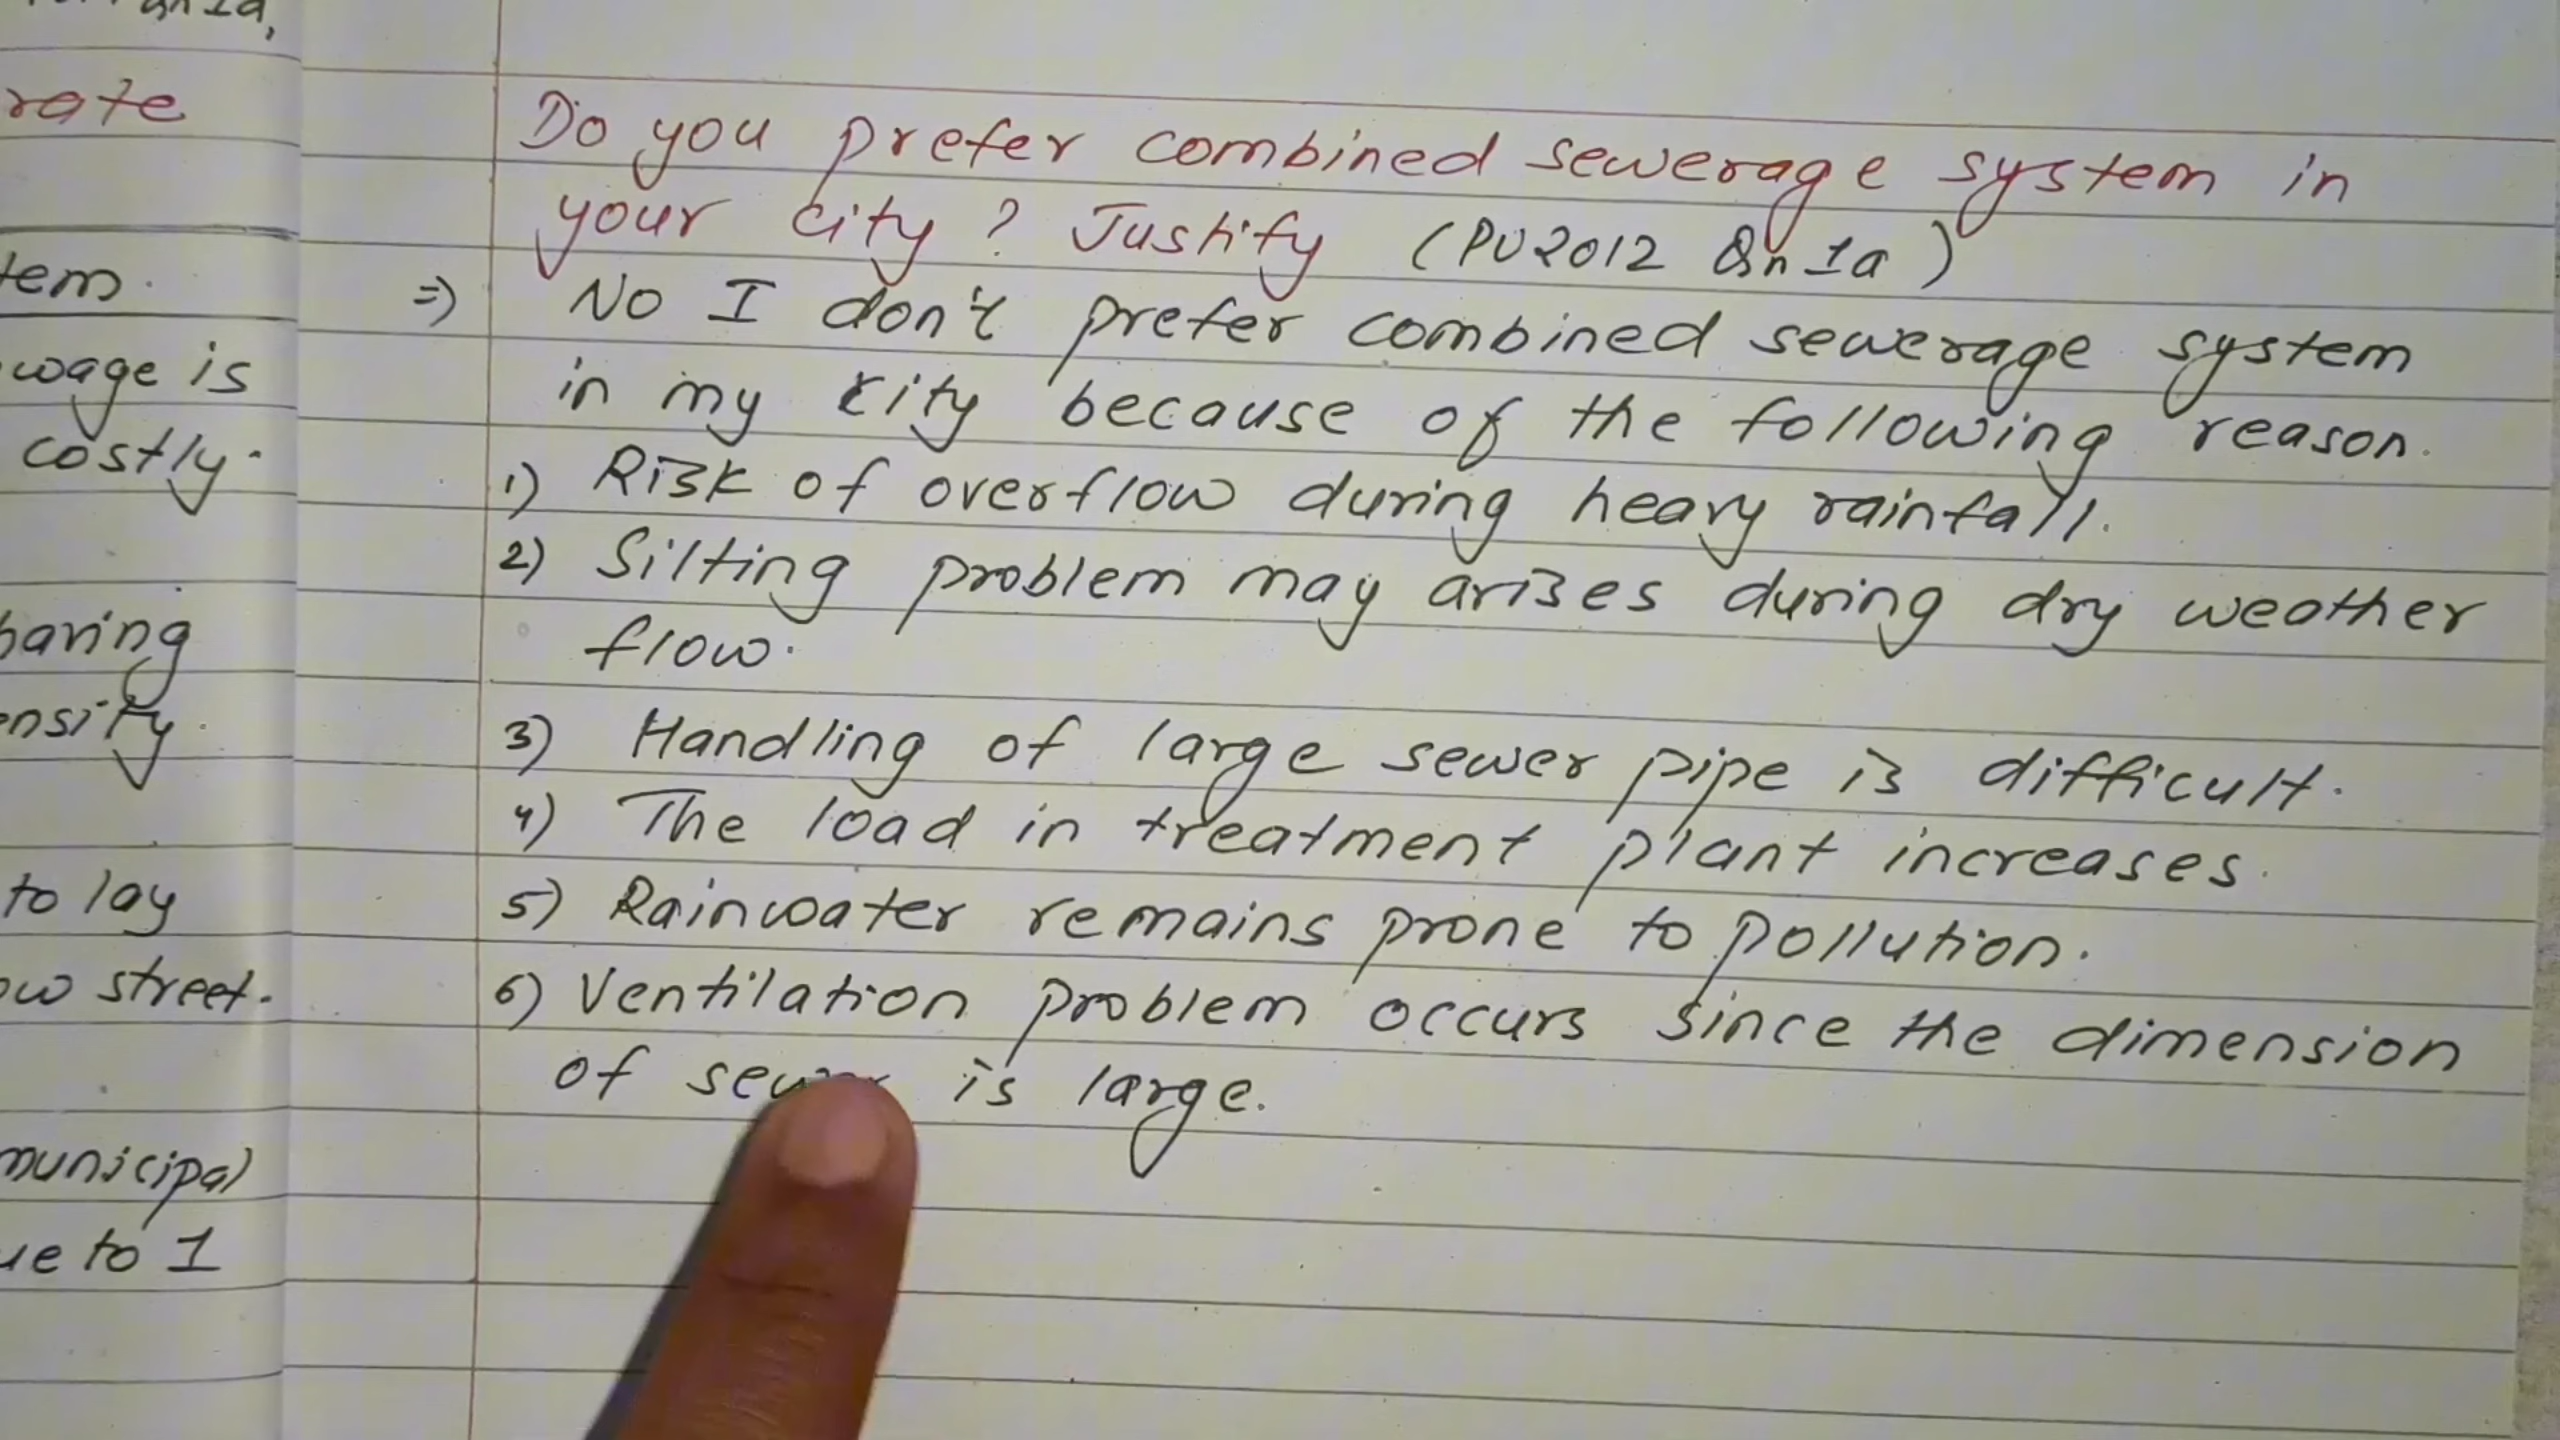 rate
tem.
wage is
costly.
having
ensity.
to lay
ow street.
municipal
ue to 1
Do you prefer combined sewerage system in
your city? Justify (PU2012 Qn 1a)
=) No I don't prefer combined sewerage system
in my city because of the following reason.
1) Risk of overflow during heavy rainfall.
2) Silting problem may arises during dry weather
flow.
3) Handling of large sewer pipe is difficult.
4) The load in treatment plant increases.
5) Rainwater remains prone to pollution.
6) Ventilation problem occurs since the dimension
of sewer is large.